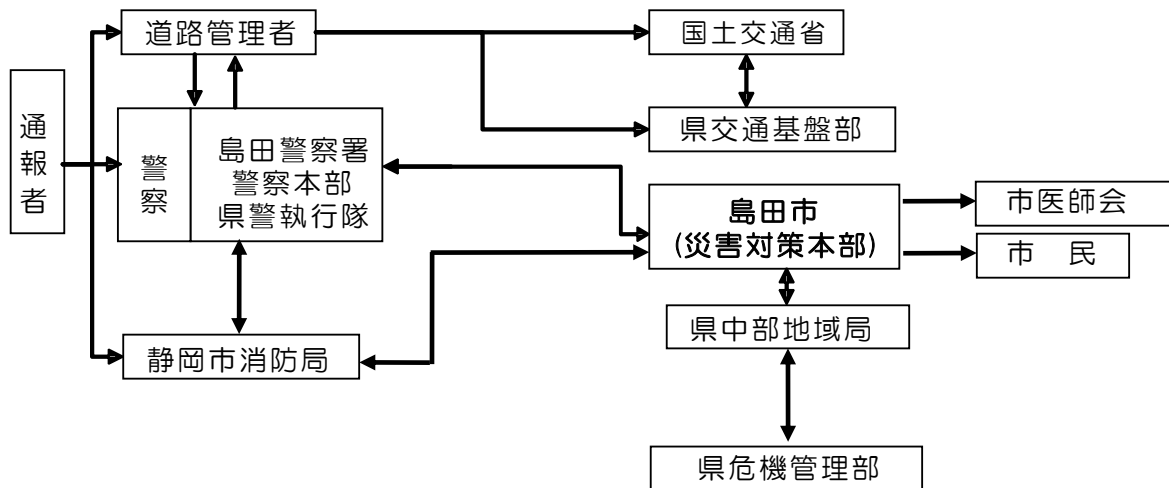 道路管理者
国土交通省
通報者
警察
島田警察署
警察本部
県警執行隊
県交通基盤部
島田市
(災害対策本部)
市医師会
市　民
県中部地域局
静岡市消防局
県危機管理部